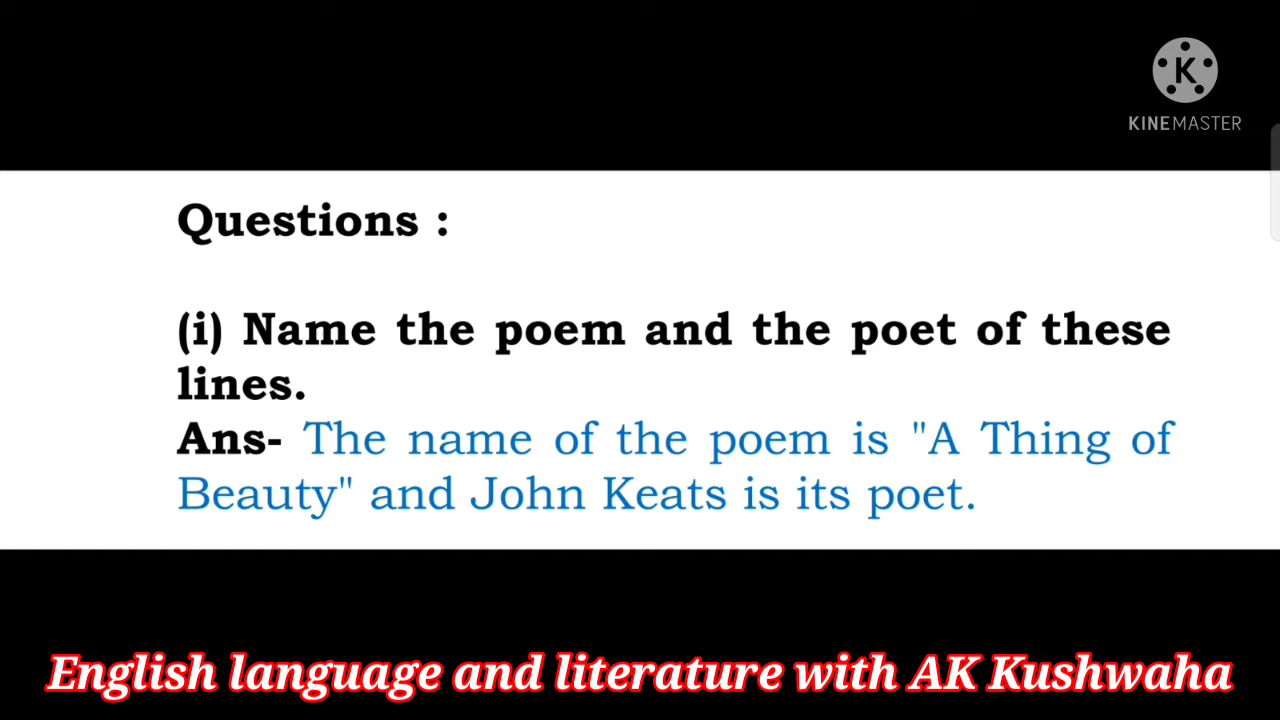 KINEMASTER
Questions :
(i) Name the poem and the poet of these
lines.
Ans- The name of the poem is "A Thing of
Beauty" and John Keats is its poet.
English language and literature with AK Kushwaha